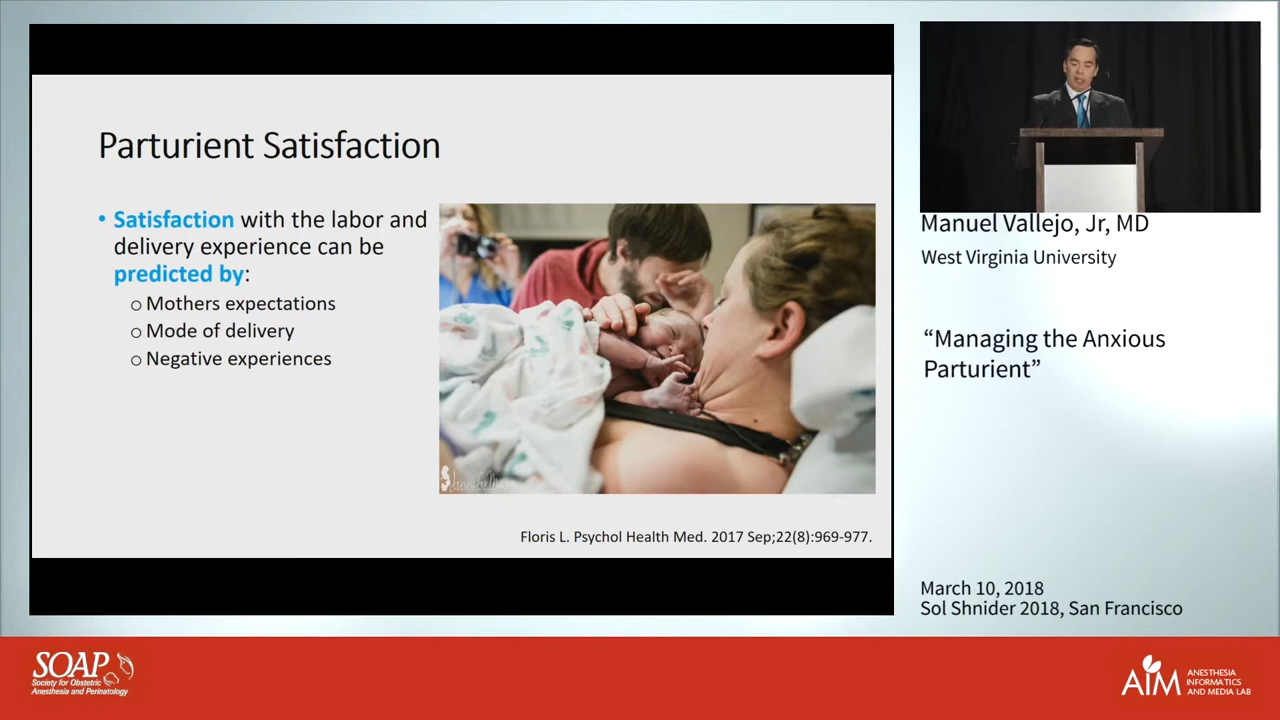 Parturient Satisfaction
• Satisfaction with the labor and
delivery experience can be
predicted by:
o Mothers expectations
o Mode of delivery
o Negative experiences
Floris L. Psychol Health Med. 2017 Sep;22(8):969-977.
Manuel Vallejo, Jr, MD
West Virginia University
“Managing the Anxious
Parturient”
March 10, 2018
Sol Shnider 2018, San Francisco
SOAP
Society for Obstetric
Anesthesia and Perinatology
AIM
ANESTHESIA
INFORMATICS
AND MEDIA LAB